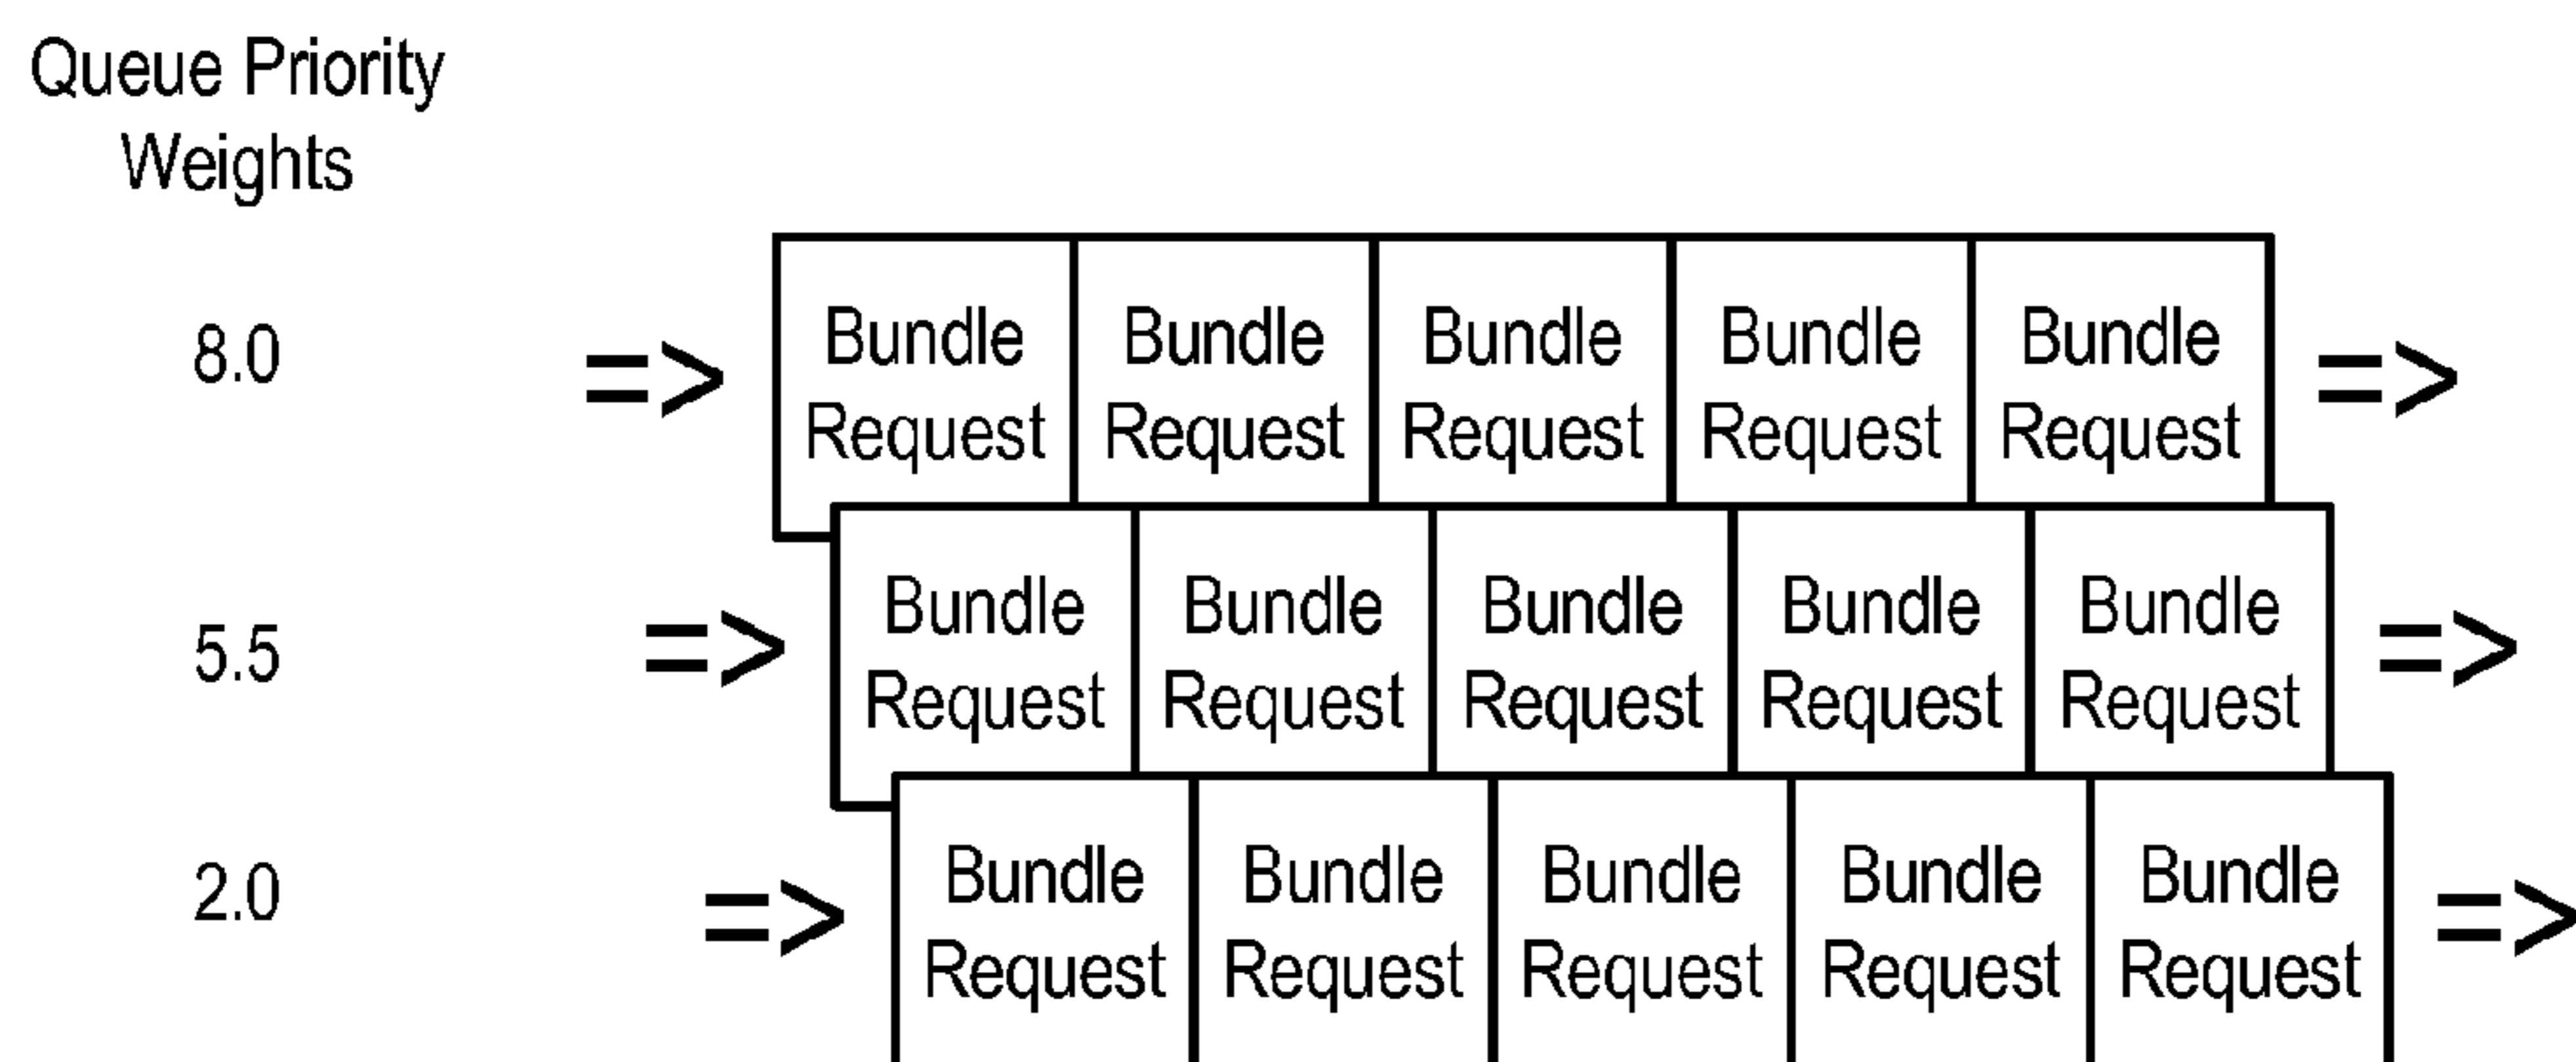 Queue Priority
Weights
8.0 => Bundle Bundle Bundle Bundle Bundle =>
Request Request Request Request Request
5.5 => Bundle Bundle Bundle Bundle Bundle =>
Request Request Request Request Request
2.0 => Bundle Bundle Bundle Bundle Bundle =>
Request Request Request Request Request